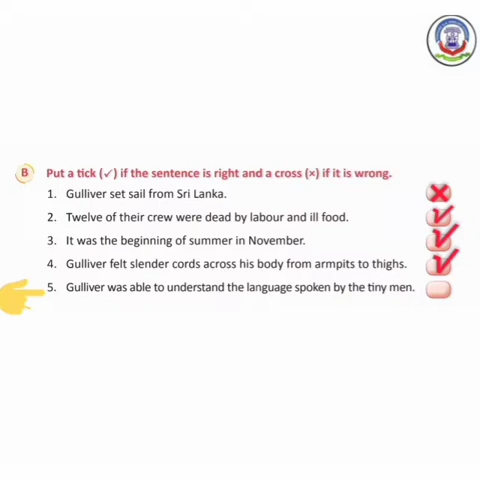 B Put a tick (✓) if the sentence is right and a cross (×) if it is wrong.
1. Gulliver set sail from Sri Lanka.
2. Twelve of their crew were dead by labour and ill food.
3. It was the beginning of summer in November.
4. Gulliver felt slender cords across his body from armpits to thighs.
5. Gulliver was able to understand the language spoken by the tiny men.